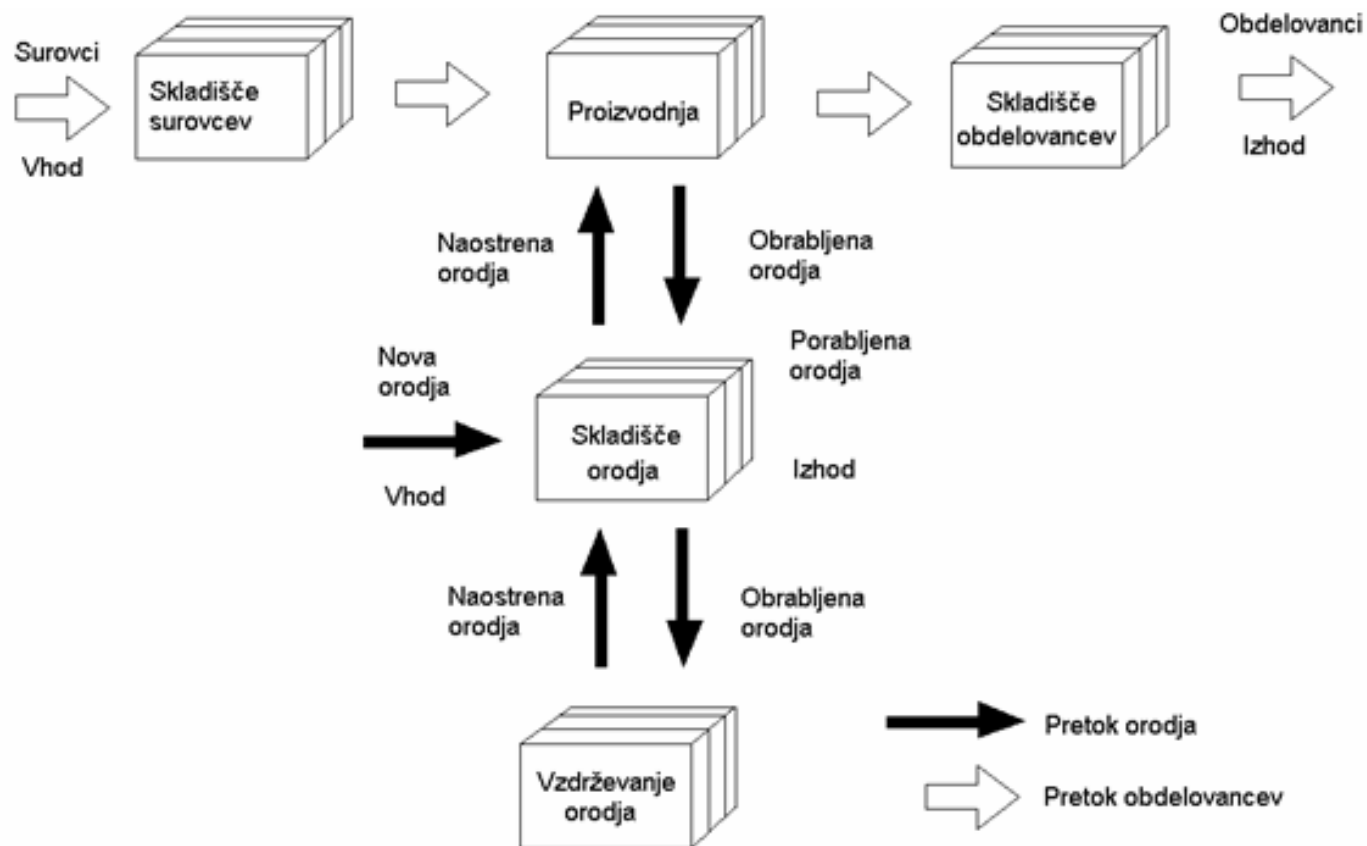 Surovci
Vhod
Skladišče
surovcev
Proizvodnja
Skladišče
obdelovancev
Obdelovanci
Izhod
Naostrena
orodja
Obrabljena
orodja
Nova
orodja
Vhod
Skladišče
orodja
Porabljena
orodja
Izhod
Naostrena
orodja
Obrabljena
orodja
Vzdrževanje
orodja
Pretok orodja
Pretok obdelovancev